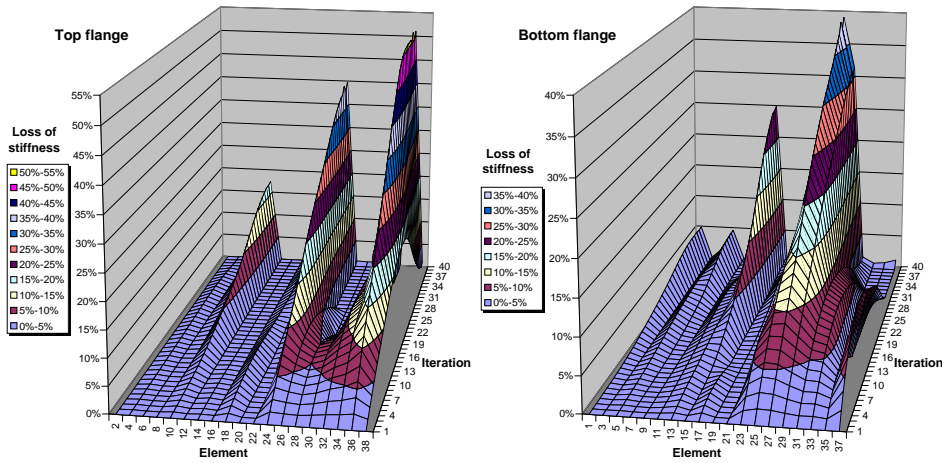 Top flange
55%
50%
45%
40%
35%
30%
25%
20%
15%
10%
5%
0%
Loss of
stiffness
50%-55%
45%-50%
40%-45%
35%-40%
30%-35%
25%-30%
20%-25%
15%-20%
10%-15%
5%-10%
0%-5%
2 4 6 8 10 12 14 16 18 20 22 24 26 28 30 32 34 36 38
Element
1 4 7 10 13 16 19 22 25 28 31 34 37 40
Iteration
Bottom flange
40%
35%
30%
25%
20%
15%
10%
5%
0%
Loss of
stiffness
35%-40%
30%-35%
25%-30%
20%-25%
15%-20%
10%-15%
5%-10%
0%-5%
1 3 5 7 9 11 13 15 17 19 21 23 25 27 29 31 33 35 37
Element
1 4 7 10 13 16 19 22 25 28 31 34 37 40
Iteration